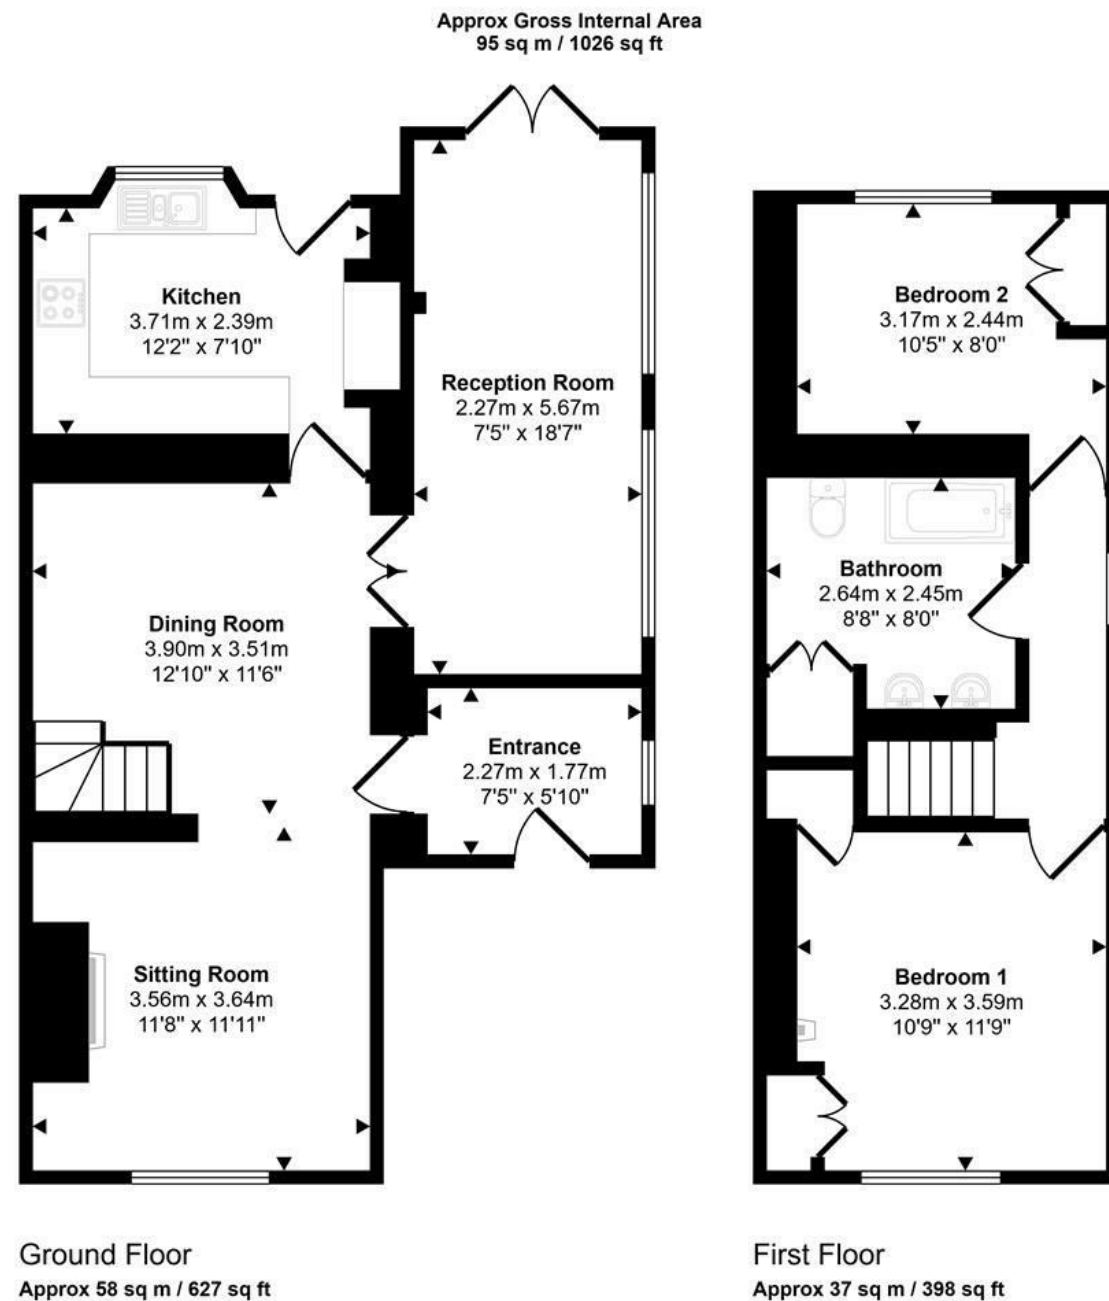 Approx Gross Internal Area
95 sq m / 1026 sq ft
Kitchen
3.71m x 2.39m
12'2" x 7'10"
Reception Room
2.27m x 5.67m
7'5" x 18'7"
Dining Room
3.90m x 3.51m
12'10" x 11'6"
Entrance
2.27m x 1.77m
7'5" x 5'10"
Sitting Room
3.56m x 3.64m
11'8" x 11'11"
Ground Floor
Approx 58 sq m / 627 sq ft
Bedroom 2
3.17m x 2.44m
10'5" x 8'0"
Bathroom
2.64m x 2.45m
8'8" x 8'0"
Bedroom 1
3.28m x 3.59m
10'9" x 11'9"
First Floor
Approx 37 sq m / 398 sq ft